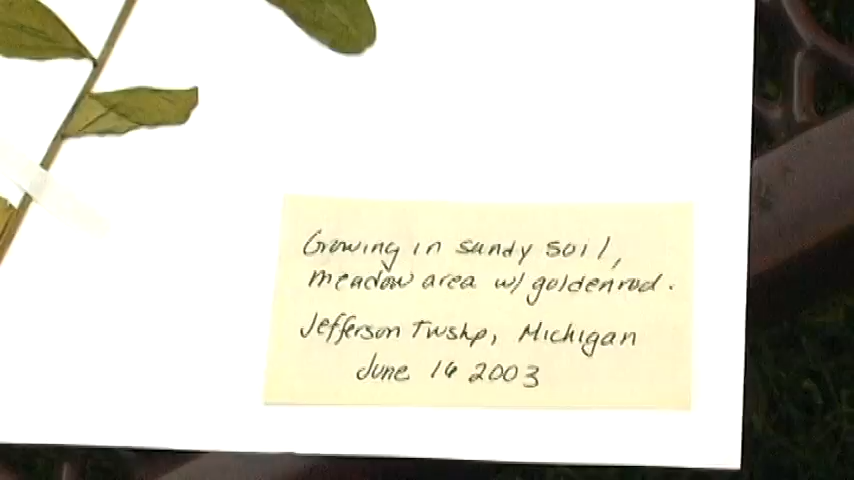 Growing in sandy soil,
meadow area w/ goldenrod.
Jefferson Twshp, Michigan
June 16 2003